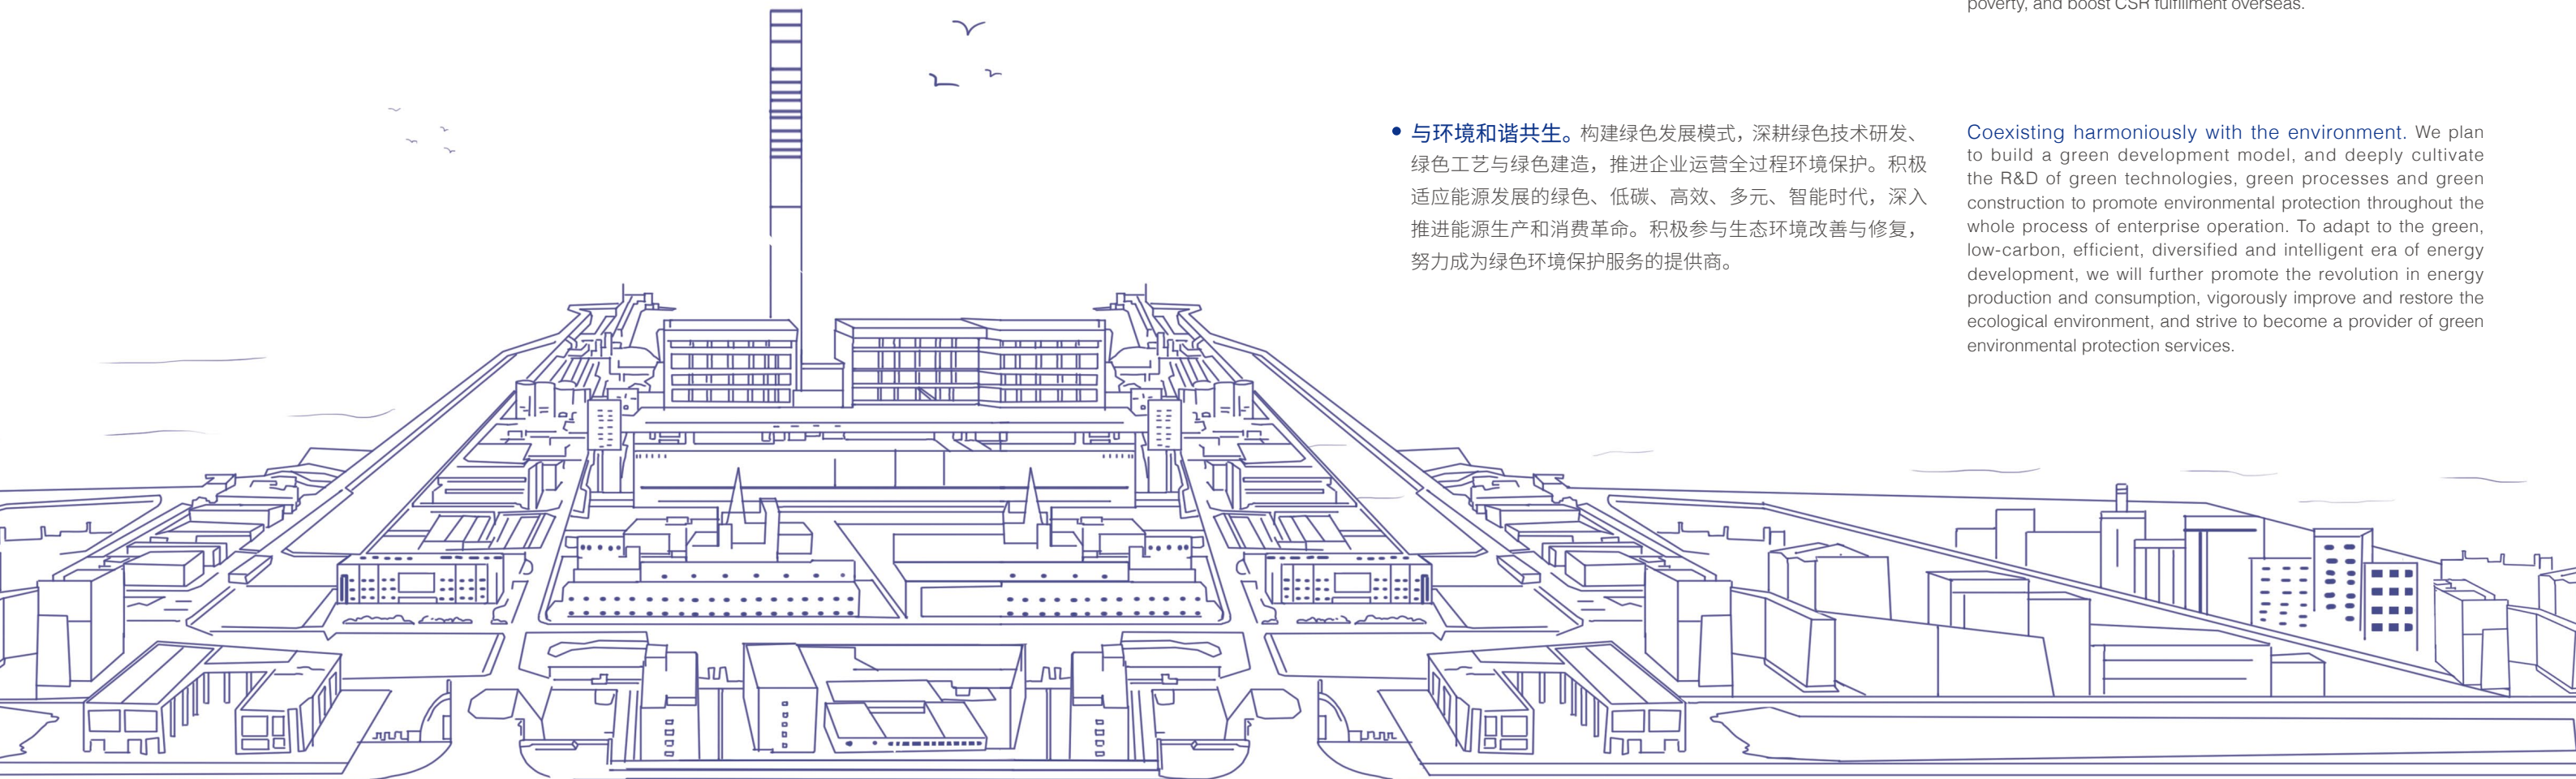 poverty, and boost CSR fulfillment overseas.
• 与环境和谐共生。构建绿色发展模式，深耕绿色技术研发、
绿色工艺与绿色建造，推进企业运营全过程环境保护。积极
适应能源发展的绿色、低碳、高效、多元、智能时代，深入
推进能源生产和消费革命。积极参与生态环境改善与修复，
努力成为绿色环境保护服务的提供商。
Coexisting harmoniously with the environment. We plan
to build a green development model, and deeply cultivate
the R&D of green technologies, green processes and green
construction to promote environmental protection throughout the
whole process of enterprise operation. To adapt to the green,
low-carbon, efficient, diversified and intelligent era of energy
development, we will further promote the revolution in energy
production and consumption, vigorously improve and restore the
ecological environment, and strive to become a provider of green
environmental protection services.